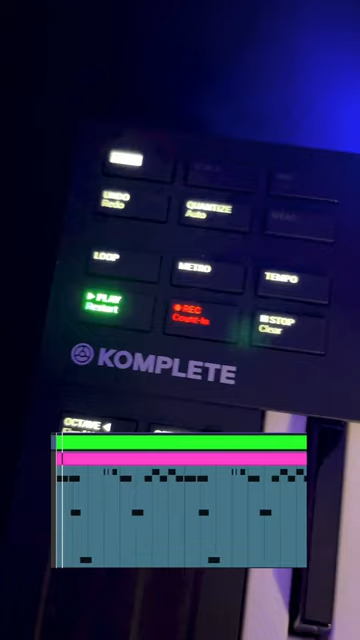 UNDO
Redo
QUANTIZE
Auto
LOOP
METRO
TEMPO
▶ PLAY
Restart
● REC
Count-In
■ STOP
Clear
KOMPLETE
OCTAVE